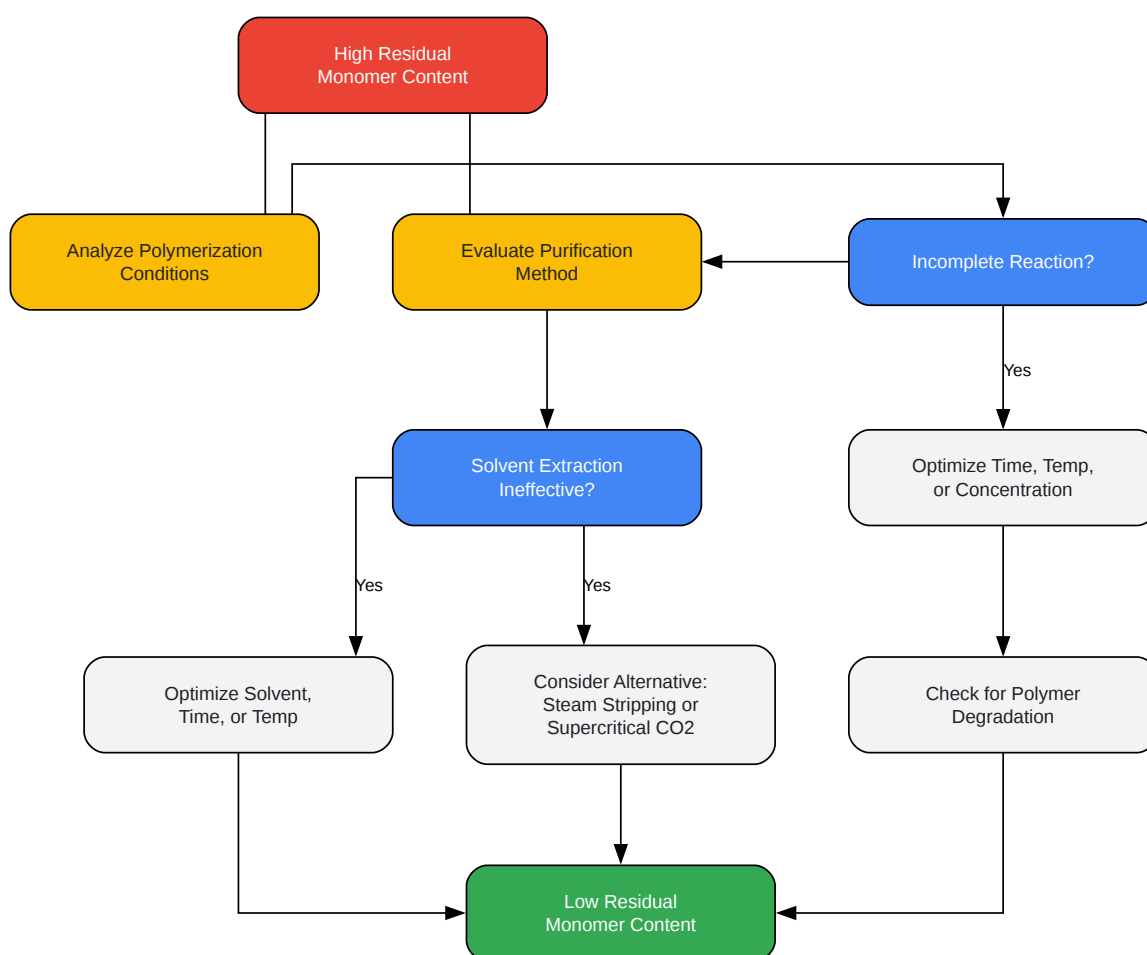 High Residual
Monomer Content
Analyze Polymerization
Conditions
Evaluate Purification
Method
Incomplete Reaction?
Yes
Solvent Extraction
Ineffective?
Optimize Time, Temp,
or Concentration
Yes
Yes
Optimize Solvent,
Time, or Temp
Consider Alternative:
Steam Stripping or
Supercritical CO2
Check for Polymer
Degradation
Low Residual
Monomer Content